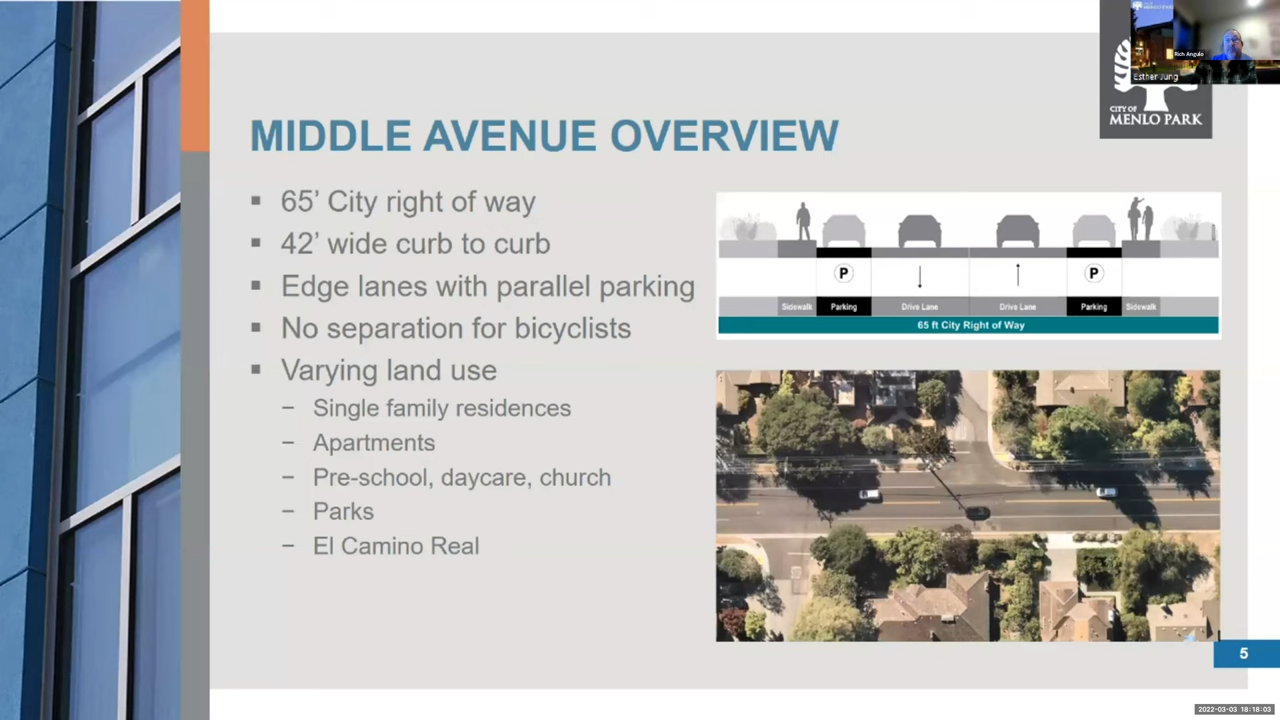 MENLO PARK
Rich Angulo
Esther Jung
CITY OF
MENLO PARK
MIDDLE AVENUE OVERVIEW
▪ 65’ City right of way
▪ 42’ wide curb to curb
▪ Edge lanes with parallel parking
▪ No separation for bicyclists
▪ Varying land use
– Single family residences
– Apartments
– Pre-school, daycare, church
– Parks
– El Camino Real
P P
Sidewalk Parking Drive Lane Drive Lane Parking Sidewalk
65 ft City Right of Way
5
2022-03-03 18:18:03